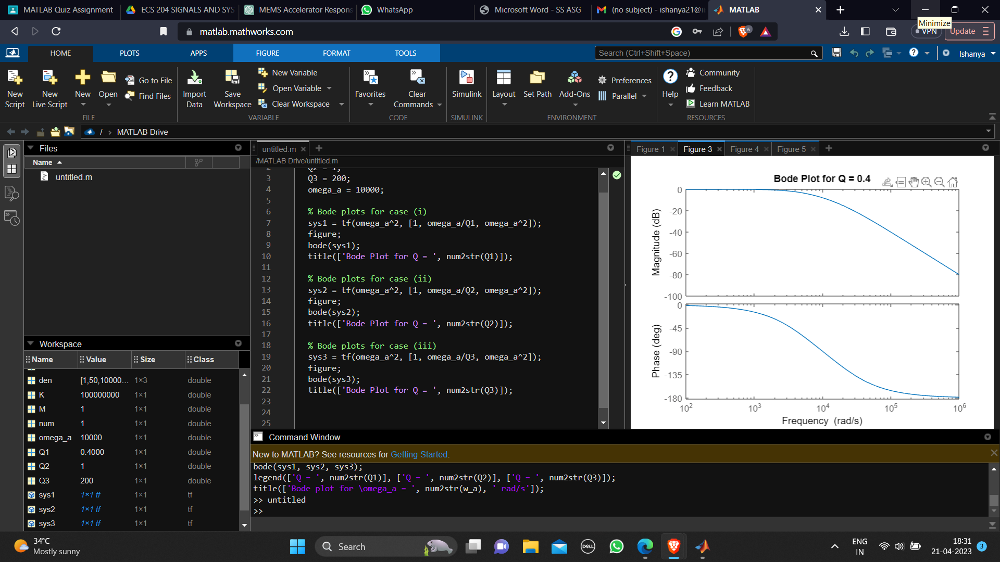 MATLAB Quiz Assignment
ECS 204 SIGNALS AND SYS
MEMS Accelerator Respons
WhatsApp
Microsoft Word - SS ASG
(no subject) - ishanya21@ii
MATLAB
Minimize
matlab.mathworks.com
6
VPN
Update
HOME
PLOTS
APPS
FIGURE
FORMAT
TOOLS
Search (Ctrl+Shift+Space)
Ishanya
New Script
New Live Script
New
Open
Go to File
Find Files
FILE
Import Data
Save Workspace
New Variable
Open Variable
Clear Workspace
VARIABLE
Favorites
Clear Commands
CODE
Simulink
SIMULINK
Layout
Set Path
Add-Ons
Preferences
Parallel
ENVIRONMENT
Help
Community
Feedback
Learn MATLAB
RESOURCES
/ › MATLAB Drive
Files
Name
untitled.m
Workspace
Name Value Size Class
den [1,50,10000... 1×3 double
K 100000000 1×1 double
M 1 1×1 double
num 1 1×1 double
omega_a 10000 1×1 double
Q1 0.4000 1×1 double
Q2 1 1×1 double
Q3 200 1×1 double
sys1 1×1 tf 1×1 tf
sys2 1×1 tf 1×1 tf
sys3 1×1 tf 1×1 tf
untitled.m
/MATLAB Drive/untitled.m
2 Q2 = 1;
3 Q3 = 200;
4 omega_a = 10000;
5
6 % Bode plots for case (i)
7 sys1 = tf(omega_a^2, [1, omega_a/Q1, omega_a^2]);
8 figure;
9 bode(sys1);
10 title(['Bode Plot for Q = ', num2str(Q1)]);
11
12 % Bode plots for case (ii)
13 sys2 = tf(omega_a^2, [1, omega_a/Q2, omega_a^2]);
14 figure;
15 bode(sys2);
16 title(['Bode Plot for Q = ', num2str(Q2)]);
17
18 % Bode plots for case (iii)
19 sys3 = tf(omega_a^2, [1, omega_a/Q3, omega_a^2]);
20 figure;
21 bode(sys3);
22 title(['Bode Plot for Q = ', num2str(Q3)]);
23
24
25
Figure 1
Figure 3
Figure 4
Figure 5
Bode Plot for Q = 0.4
Magnitude (dB)
0
-20
-40
-60
-80
-100
Phase (deg)
0
-45
-90
-135
-180
10² 10³ 10⁴ 10⁵ 10⁶
Frequency (rad/s)
Command Window
New to MATLAB? See resources for Getting Started.
bode(sys1, sys2, sys3);
legend(['Q = ', num2str(Q1)], ['Q = ', num2str(Q2)], ['Q = ', num2str(Q3)]);
title(['Bode plot for \omega_a = ', num2str(w_a), ' rad/s']);
>> untitled
>>
34°C
Mostly sunny
Search
DELL
ENG
IN
18:31
21-04-2023
3